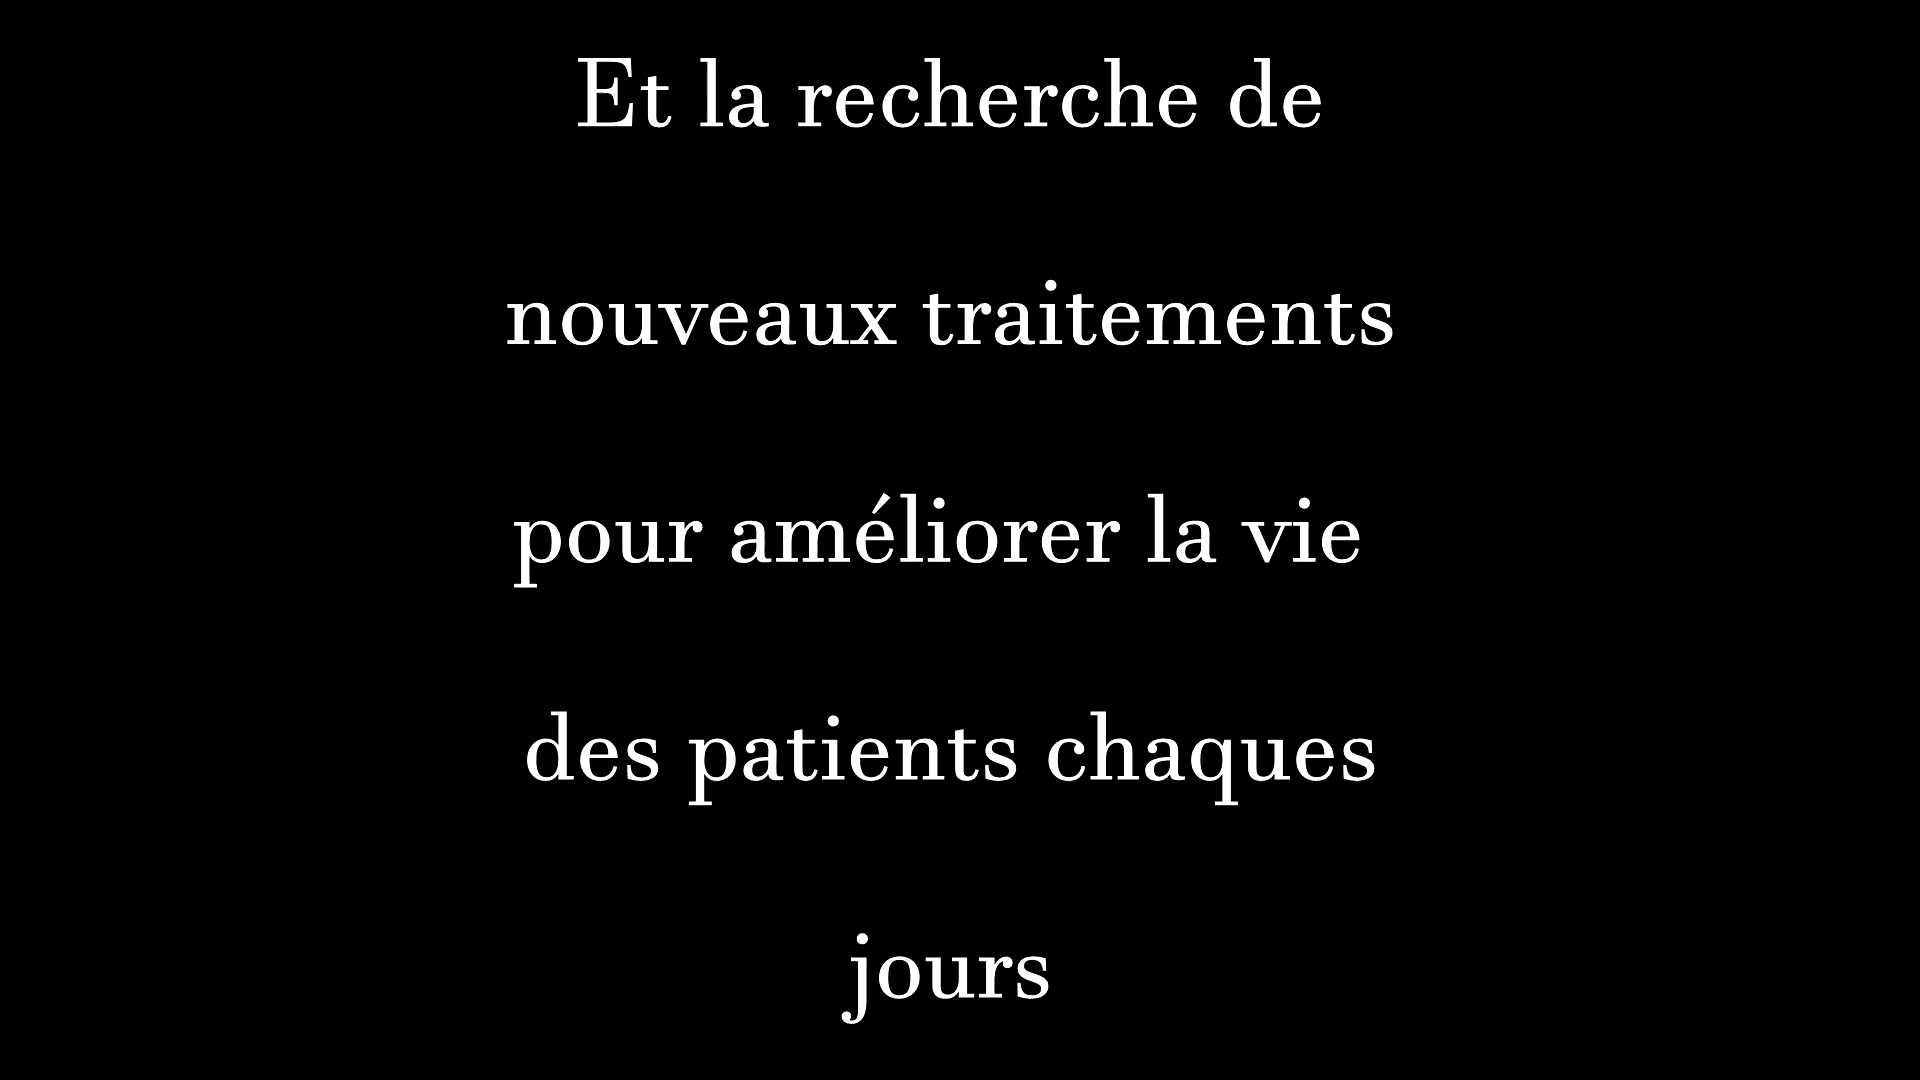 Et la recherche de
nouveaux traitements
pour améliorer la vie
des patients chaques
jours